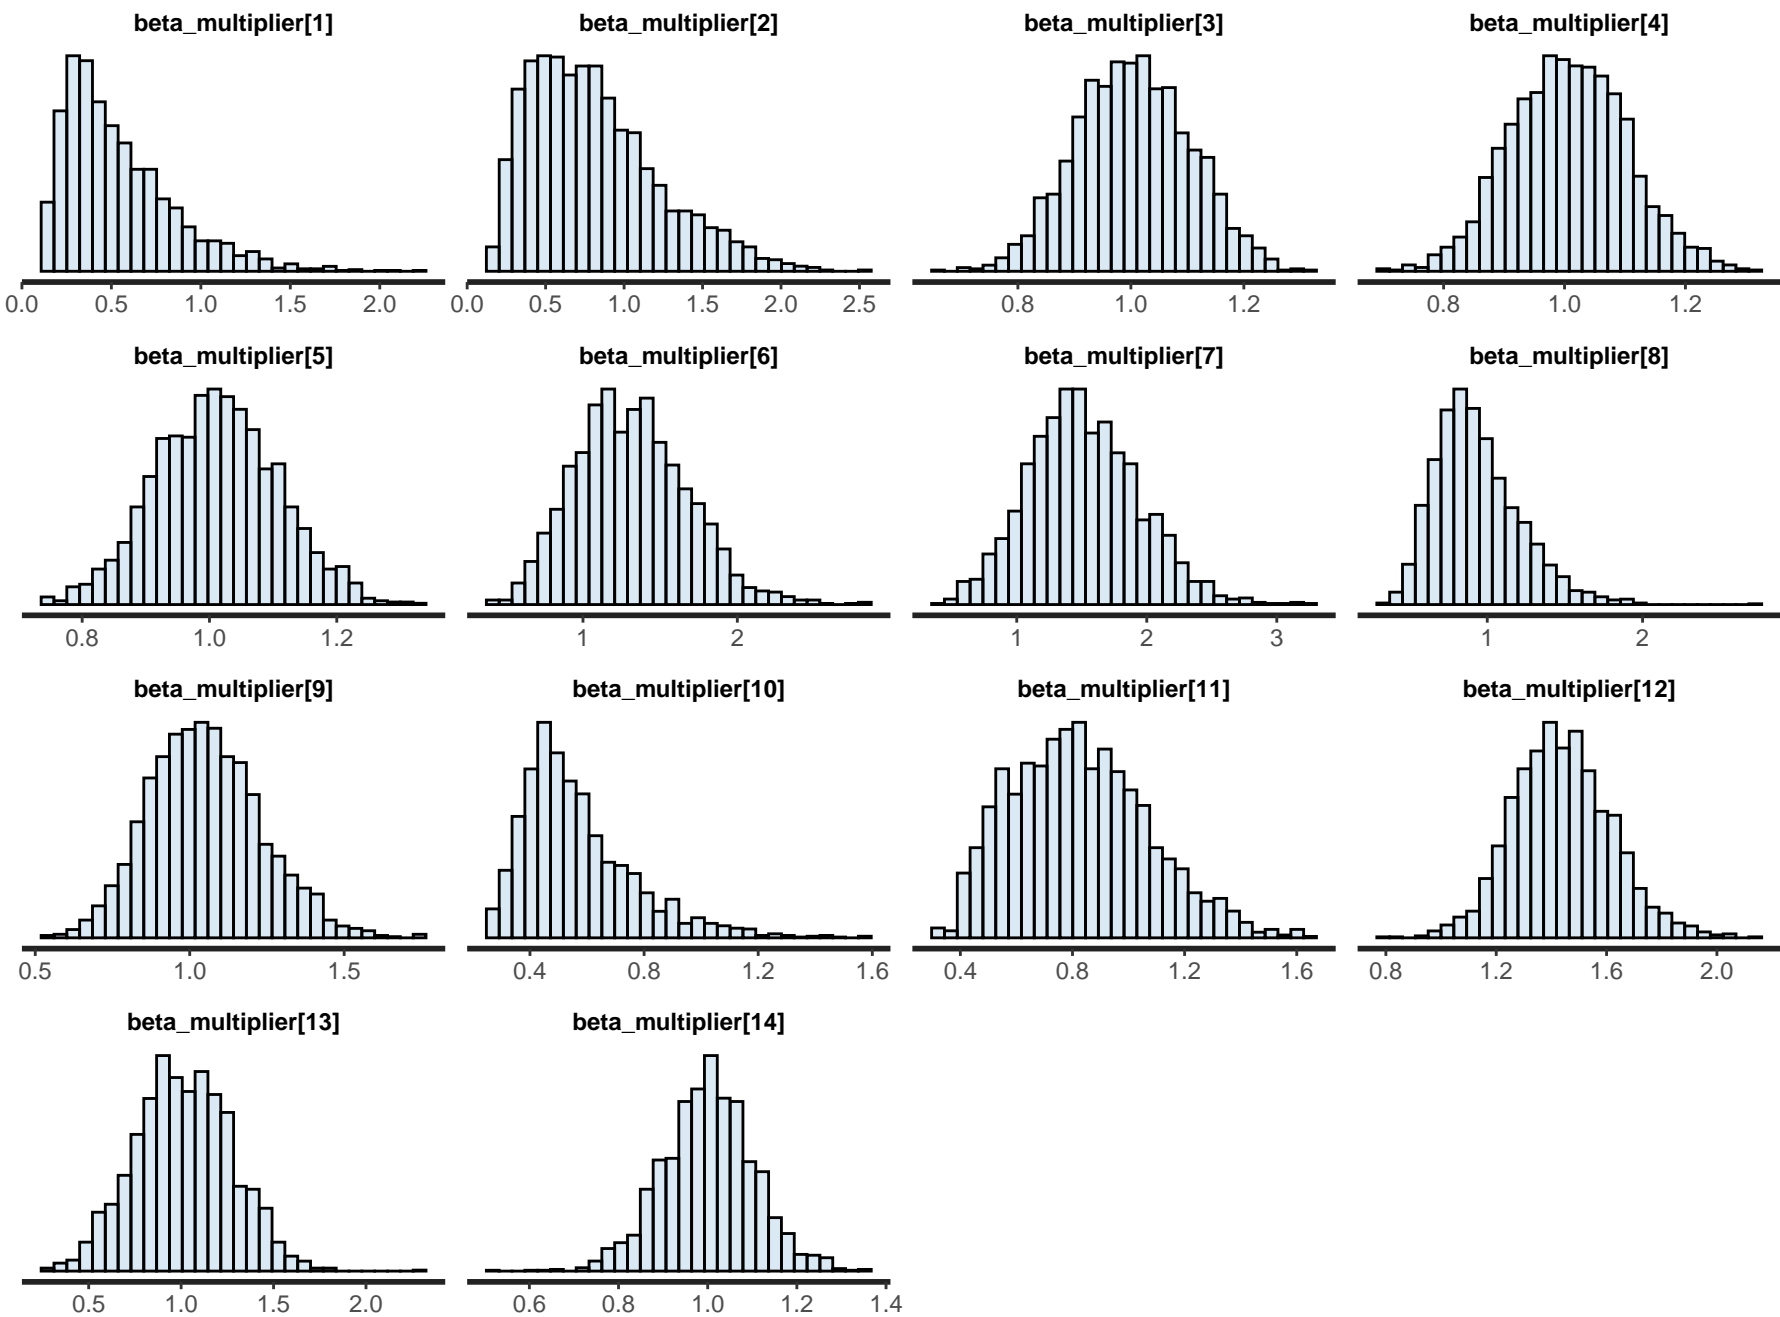 beta_multiplier[1] beta_multiplier[2] beta_multiplier[3] beta_multiplier[4]
0.0 0.5 1.0 1.5 2.0 0.0 0.5 1.0 1.5 2.0 2.5 0.8 1.0 1.2 0.8 1.0 1.2
beta_multiplier[5] beta_multiplier[6] beta_multiplier[7] beta_multiplier[8]
0.8 1.0 1.2 1 2 1 2 3 1 2
beta_multiplier[9] beta_multiplier[10] beta_multiplier[11] beta_multiplier[12]
0.5 1.0 1.5 0.4 0.8 1.2 1.6 0.4 0.8 1.2 1.6 0.8 1.2 1.6 2.0
beta_multiplier[13] beta_multiplier[14]
0.5 1.0 1.5 2.0 0.6 0.8 1.0 1.2 1.4